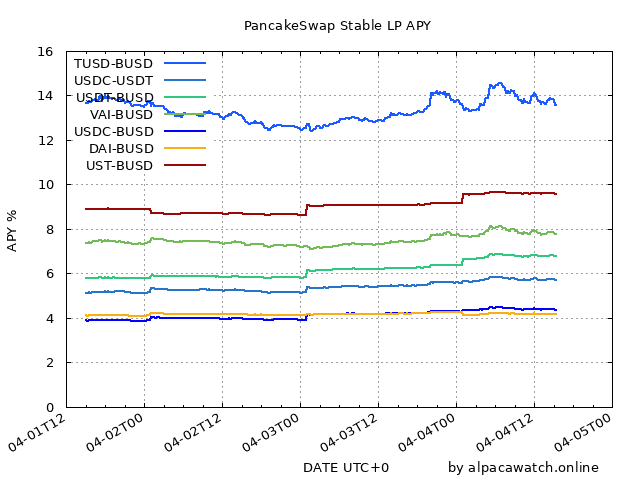 PancakeSwap Stable LP APY
16
14
12
10
8
6
4
2
0
APY %
TUSD-BUSD
USDC-USDT
USDT-BUSD
VAI-BUSD
USDC-BUSD
DAI-BUSD
UST-BUSD
04-01T12
04-02T00
04-02T12
04-03T00
04-03T12
04-04T00
04-04T12
04-05T00
DATE UTC+0
by alpacawatch.online